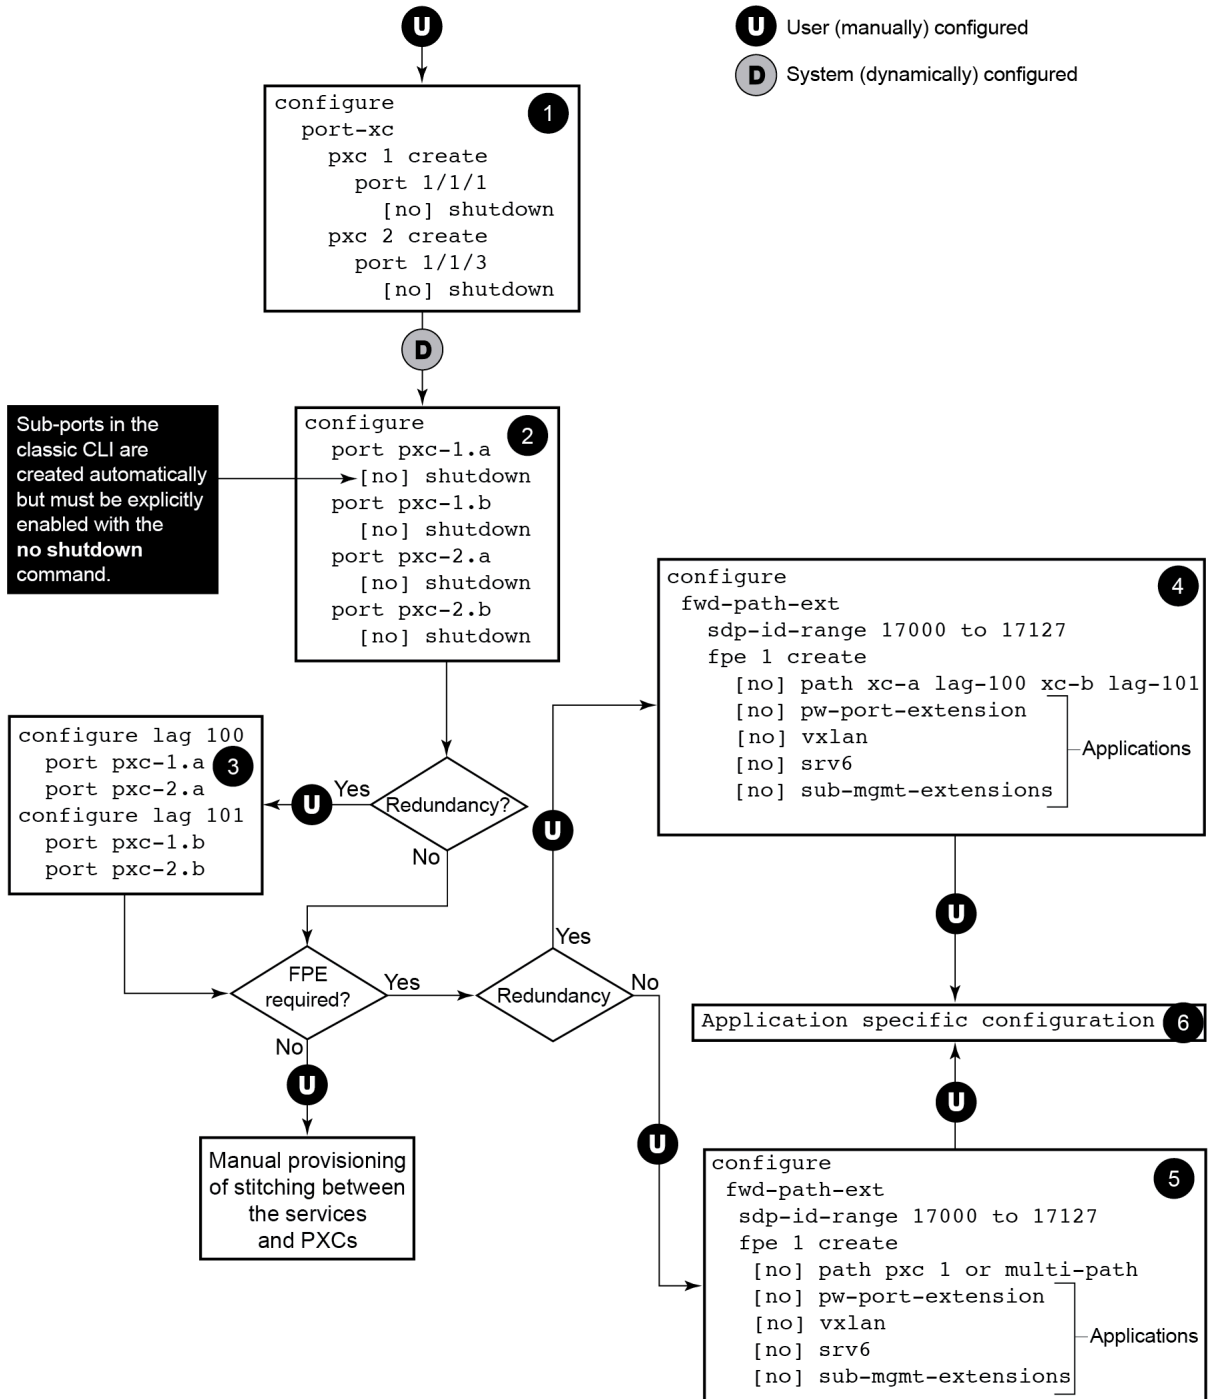 U
U User (manually) configured
D System (dynamically) configured
configure
port-xc
pxc 1 create
port 1/1/1
[no] shutdown
pxc 2 create
port 1/1/3
[no] shutdown
1
D
Sub-ports in the
classic CLI are
created automatically
but must be explicitly
enabled with the
no shutdown
command.
configure
port pxc-1.a
[no] shutdown
port pxc-1.b
[no] shutdown
port pxc-2.a
[no] shutdown
port pxc-2.b
[no] shutdown
2
Redundancy?
Yes
U
No
configure lag 100
port pxc-1.a
port pxc-2.a
configure lag 101
port pxc-1.b
port pxc-2.b
3
FPE
required?
Yes
No
U
Manual provisioning
of stitching between
the services
and PXCs
Redundancy
Yes
U
No
U
configure
fwd-path-ext
sdp-id-range 17000 to 17127
fpe 1 create
[no] path xc-a lag-100 xc-b lag-101
[no] pw-port-extension
[no] vxlan
[no] srv6
[no] sub-mgmt-extensions
Applications
4
U
Application specific configuration
6
U
configure
fwd-path-ext
sdp-id-range 17000 to 17127
fpe 1 create
[no] path pxc 1 or multi-path
[no] pw-port-extension
[no] vxlan
[no] srv6
[no] sub-mgmt-extensions
Applications
5